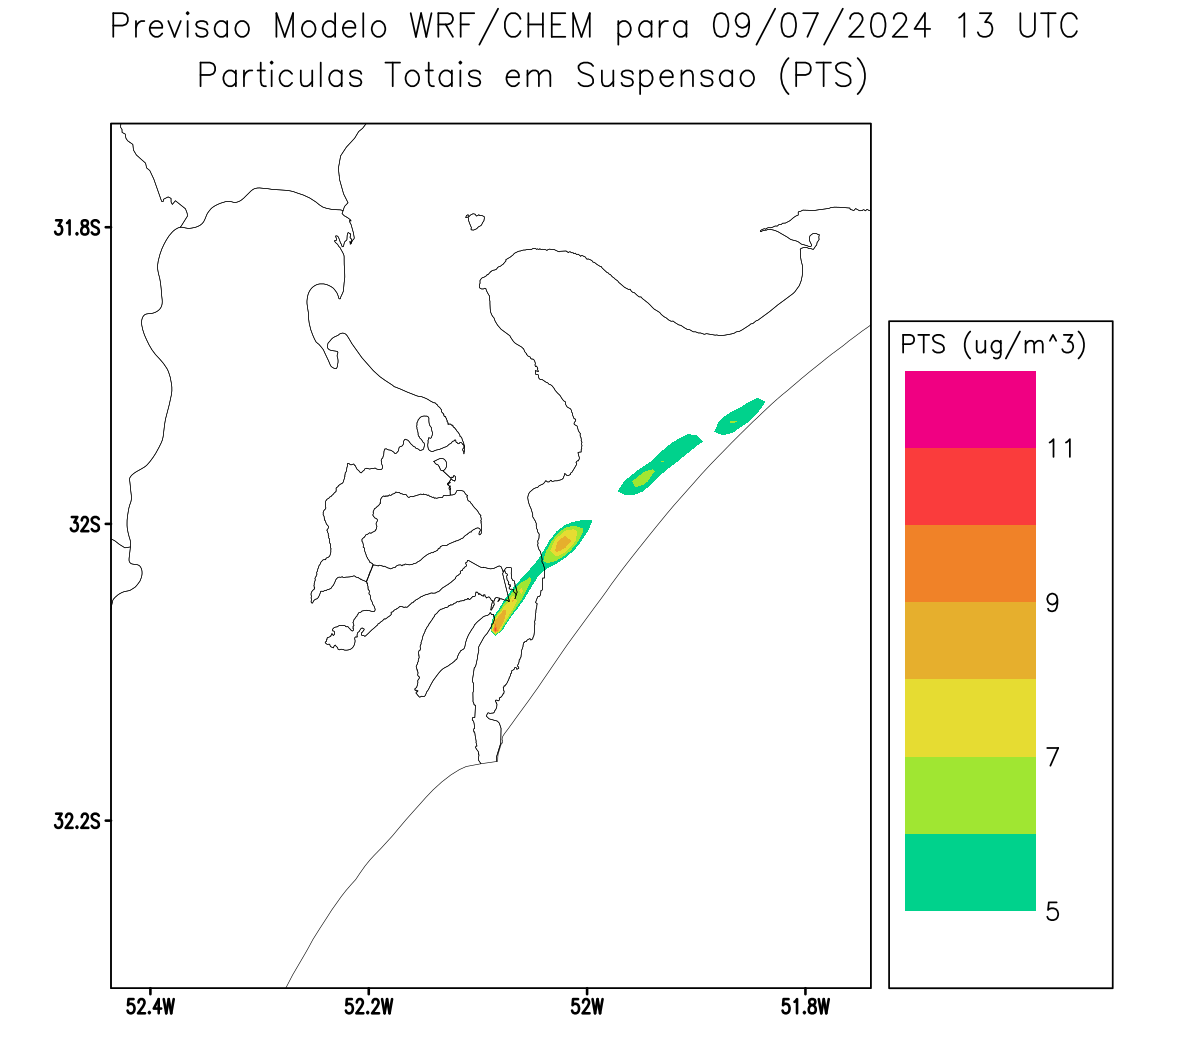 Previsao Modelo WRF/CHEM para 09/07/2024 13 UTC
Particulas Totais em Suspensao (PTS)
31.8S
32S
32.2S
52.4W
52.2W
52W
51.8W
PTS (ug/m^3)
11
9
7
5